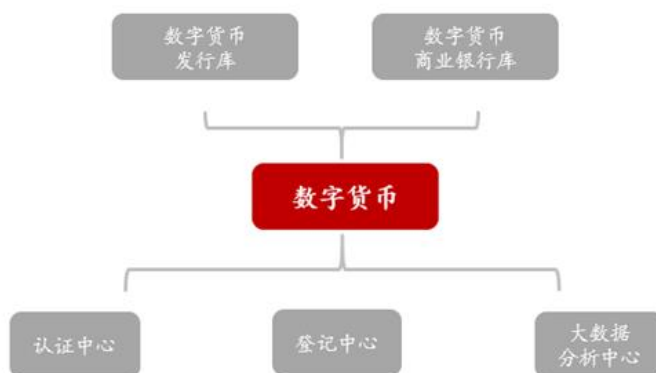 数字货币
发行库
数字货币
商业银行库
数字货币
认证中心
登记中心
大数据
分析中心